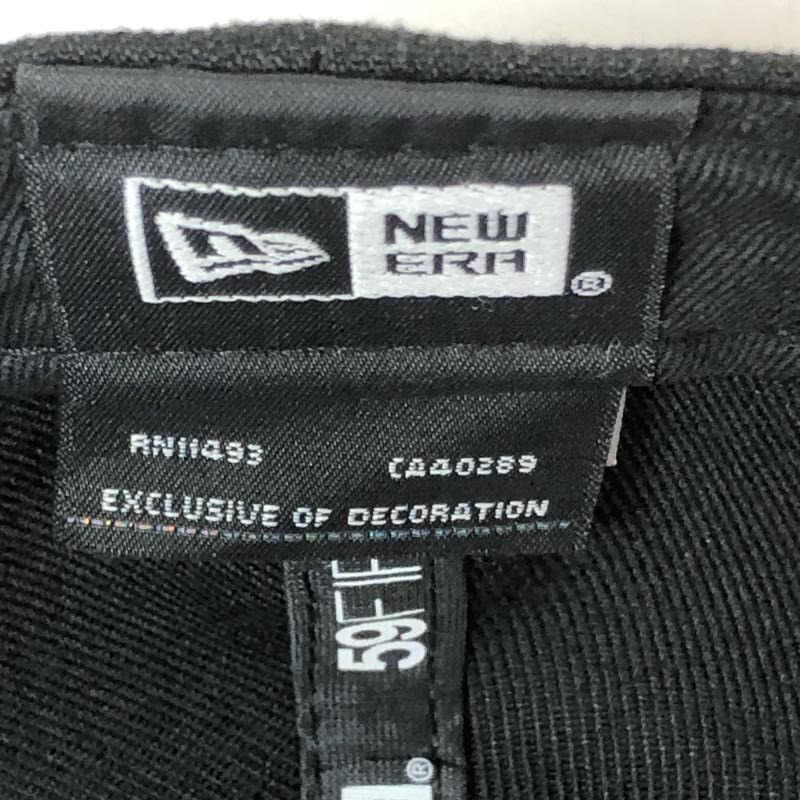 NEW
ERA
®
RN11493
CA40289
EXCLUSIVE OF DECORATION
59FIF
®